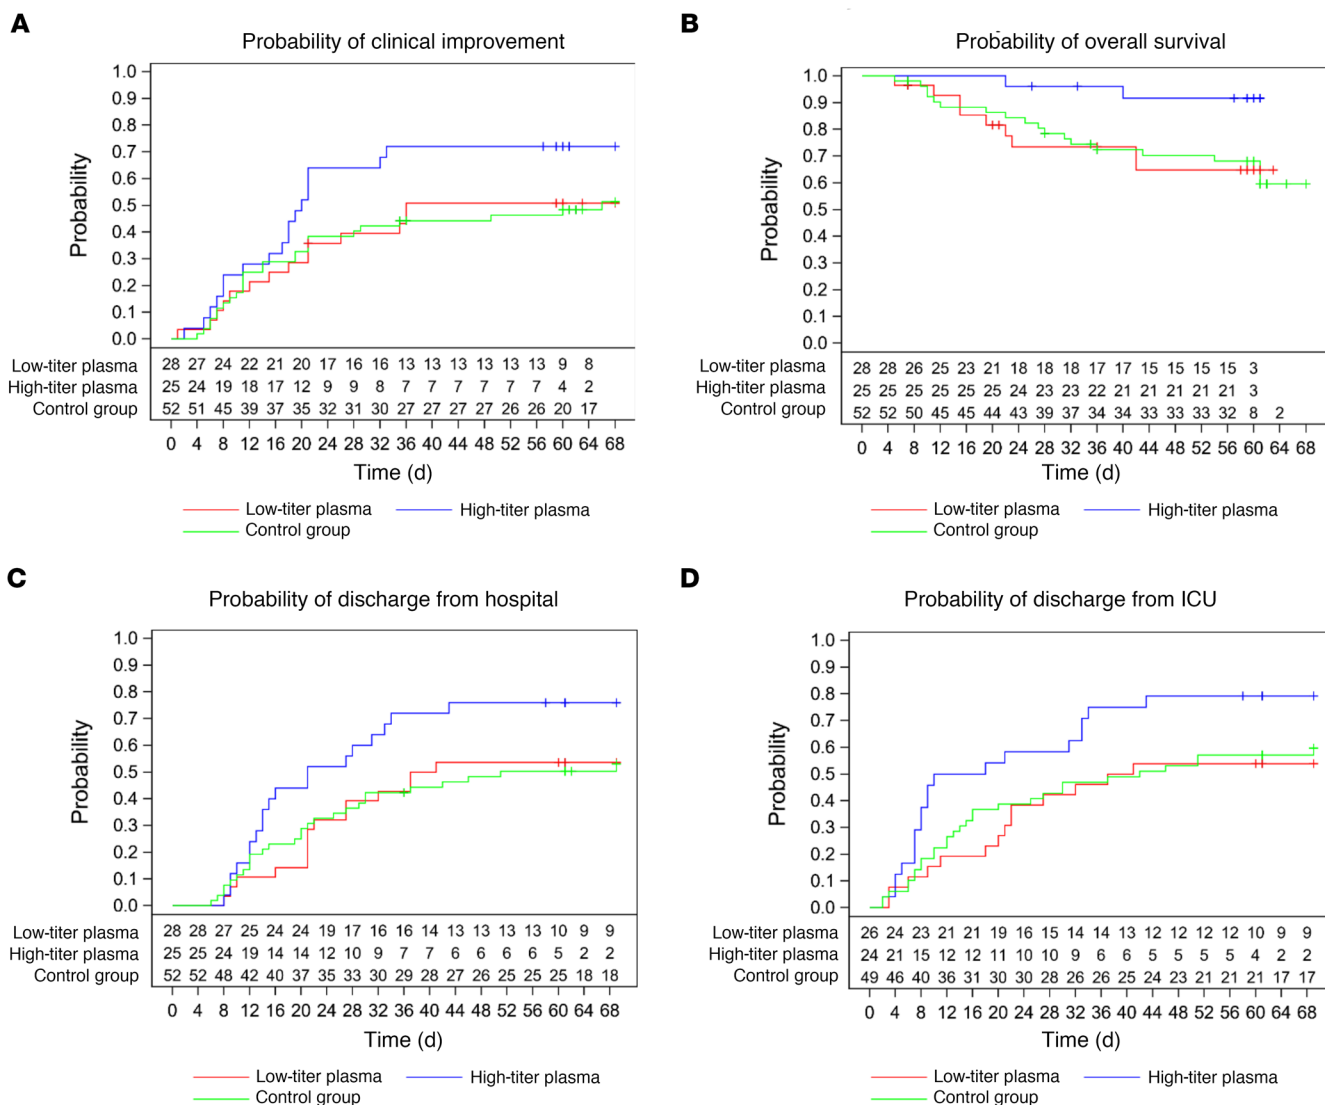 A
Probability of clinical improvement
1.0
0.9
0.8
0.7
0.6
0.5
0.4
0.3
0.2
0.1
0.0
Probability
Low-titer plasma 28 27 24 22 21 20 17 16 16 13 13 13 13 13 13 9 8
High-titer plasma 25 24 19 18 17 12 9 9 8 7 7 7 7 7 7 4 2
Control group 52 51 45 39 37 35 32 31 30 27 27 27 27 26 26 20 17
0 4 8 12 16 20 24 28 32 36 40 44 48 52 56 60 64 68
Time (d)
Low-titer plasma High-titer plasma
Control group
B
Probability of overall survival
1.0
0.9
0.8
0.7
0.6
0.5
0.4
0.3
0.2
0.1
0.0
Probability
Low-titer plasma 28 28 26 25 23 21 18 18 18 17 17 15 15 15 15 3
High-titer plasma 25 25 25 25 25 25 24 23 23 22 21 21 21 21 21 3
Control group 52 52 50 45 45 44 43 39 37 34 34 33 33 33 32 8 2
0 4 8 12 16 20 24 28 32 36 40 44 48 52 56 60 64 68
Time (d)
Low-titer plasma High-titer plasma
Control group
C
Probability of discharge from hospital
1.0
0.9
0.8
0.7
0.6
0.5
0.4
0.3
0.2
0.1
0.0
Probability
Low-titer plasma 28 28 27 25 24 24 19 17 16 16 14 13 13 13 13 10 9 9
High-titer plasma 25 25 24 19 14 14 12 10 9 7 7 6 6 6 6 5 2 2
Control group 52 52 48 42 40 37 35 33 30 29 28 27 26 25 25 25 18 18
0 4 8 12 16 20 24 28 32 36 40 44 48 52 56 60 64 68
Time (d)
Low-titer plasma High-titer plasma
Control group
D
Probability of discharge from ICU
1.0
0.9
0.8
0.7
0.6
0.5
0.4
0.3
0.2
0.1
0.0
Probability
Low-titer plasma 26 24 23 21 21 19 16 15 14 14 13 12 12 12 12 10 9 9
High-titer plasma 24 21 15 12 12 11 10 10 9 6 6 5 5 5 5 4 2 2
Control group 49 46 40 36 31 30 30 28 26 26 25 24 23 21 21 21 17 17
0 4 8 12 16 20 24 28 32 36 40 44 48 52 56 60 64 68
Time (d)
Low-titer plasma High-titer plasma
Control group